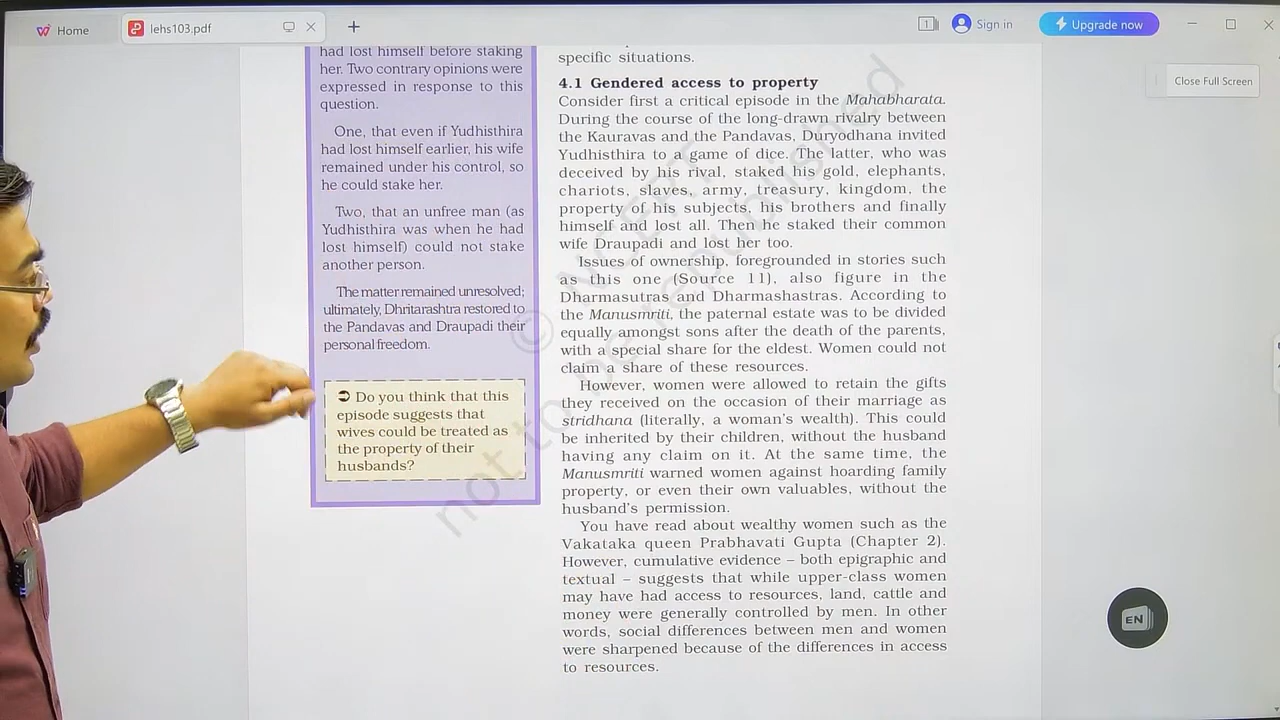 Home
lehs103.pdf
1
Sign in
Upgrade now
Close Full Screen
had lost himself before staking
her. Two contrary opinions were
expressed in response to this
question.
One, that even if Yudhisthira
had lost himself earlier, his wife
remained under his control, so
he could stake her.
Two, that an unfree man (as
Yudhisthira was when he had
lost himself) could not stake
another person.
The matter remained unresolved;
ultimately, Dhritarashtra restored to
the Pandavas and Draupadi their
personal freedom.
Do you think that this
episode suggests that
wives could be treated as
the property of their
husbands?
specific situations.
4.1 Gendered access to property
Consider first a critical episode in the Mahabharata.
During the course of the long-drawn rivalry between
the Kauravas and the Pandavas, Duryodhana invited
Yudhisthira to a game of dice. The latter, who was
deceived by his rival, staked his gold, elephants,
chariots, slaves, army, treasury, kingdom, the
property of his subjects, his brothers and finally
himself and lost all. Then he staked their common
wife Draupadi and lost her too.
Issues of ownership, foregrounded in stories such
as this one (Source 11), also figure in the
Dharmasutras and Dharmashastras. According to
the Manusmriti, the paternal estate was to be divided
equally amongst sons after the death of the parents,
with a special share for the eldest. Women could not
claim a share of these resources.
However, women were allowed to retain the gifts
they received on the occasion of their marriage as
stridhana (literally, a woman's wealth). This could
be inherited by their children, without the husband
having any claim on it. At the same time, the
Manusmriti warned women against hoarding family
property, or even their own valuables, without the
husband's permission.
You have read about wealthy women such as the
Vakataka queen Prabhavati Gupta (Chapter 2).
However, cumulative evidence – both epigraphic and
textual – suggests that while upper-class women
may have had access to resources, land, cattle and
money were generally controlled by men. In other
words, social differences between men and women
were sharpened because of the differences in access
to resources.
© NCERT
not to be republished
EN